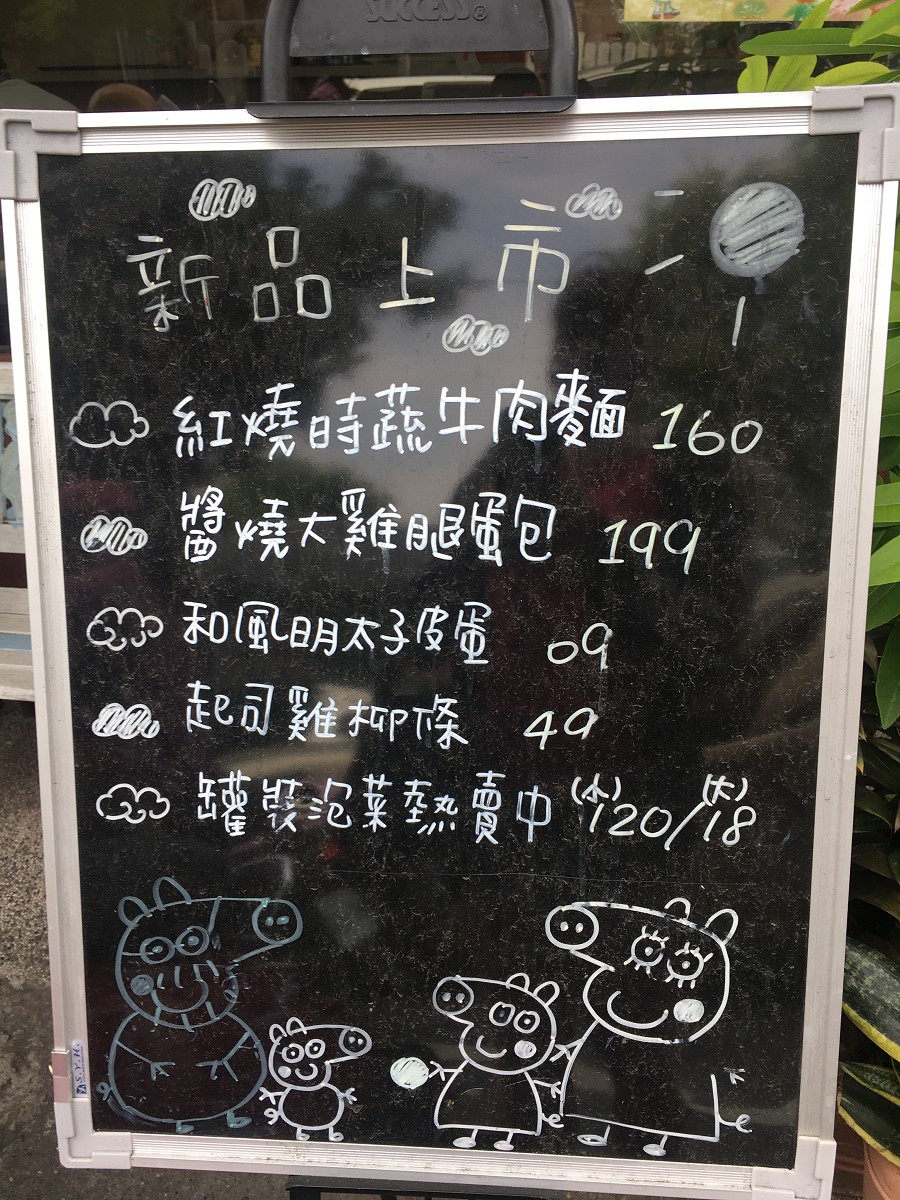 SUCCESS®
新品上市
紅燒時蔬牛肉麵 160
醬燒大雞腿蛋包 199
和風明太子皮蛋 69
起司雞柳條 49
罐裝泡菜熱賣中 (小)120/(大)18
S.Y.H.